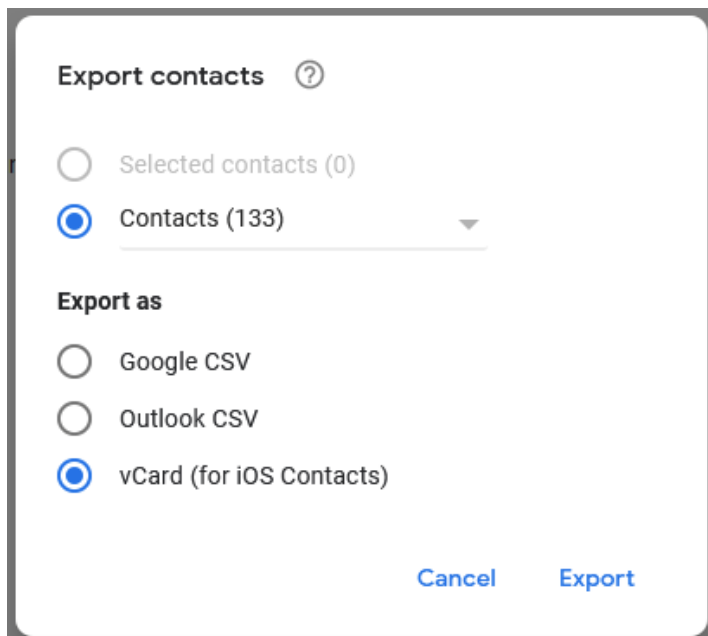 Export contacts
Selected contacts (0)
Contacts (133)
Export as
Google CSV
Outlook CSV
vCard (for iOS Contacts)
Cancel Export